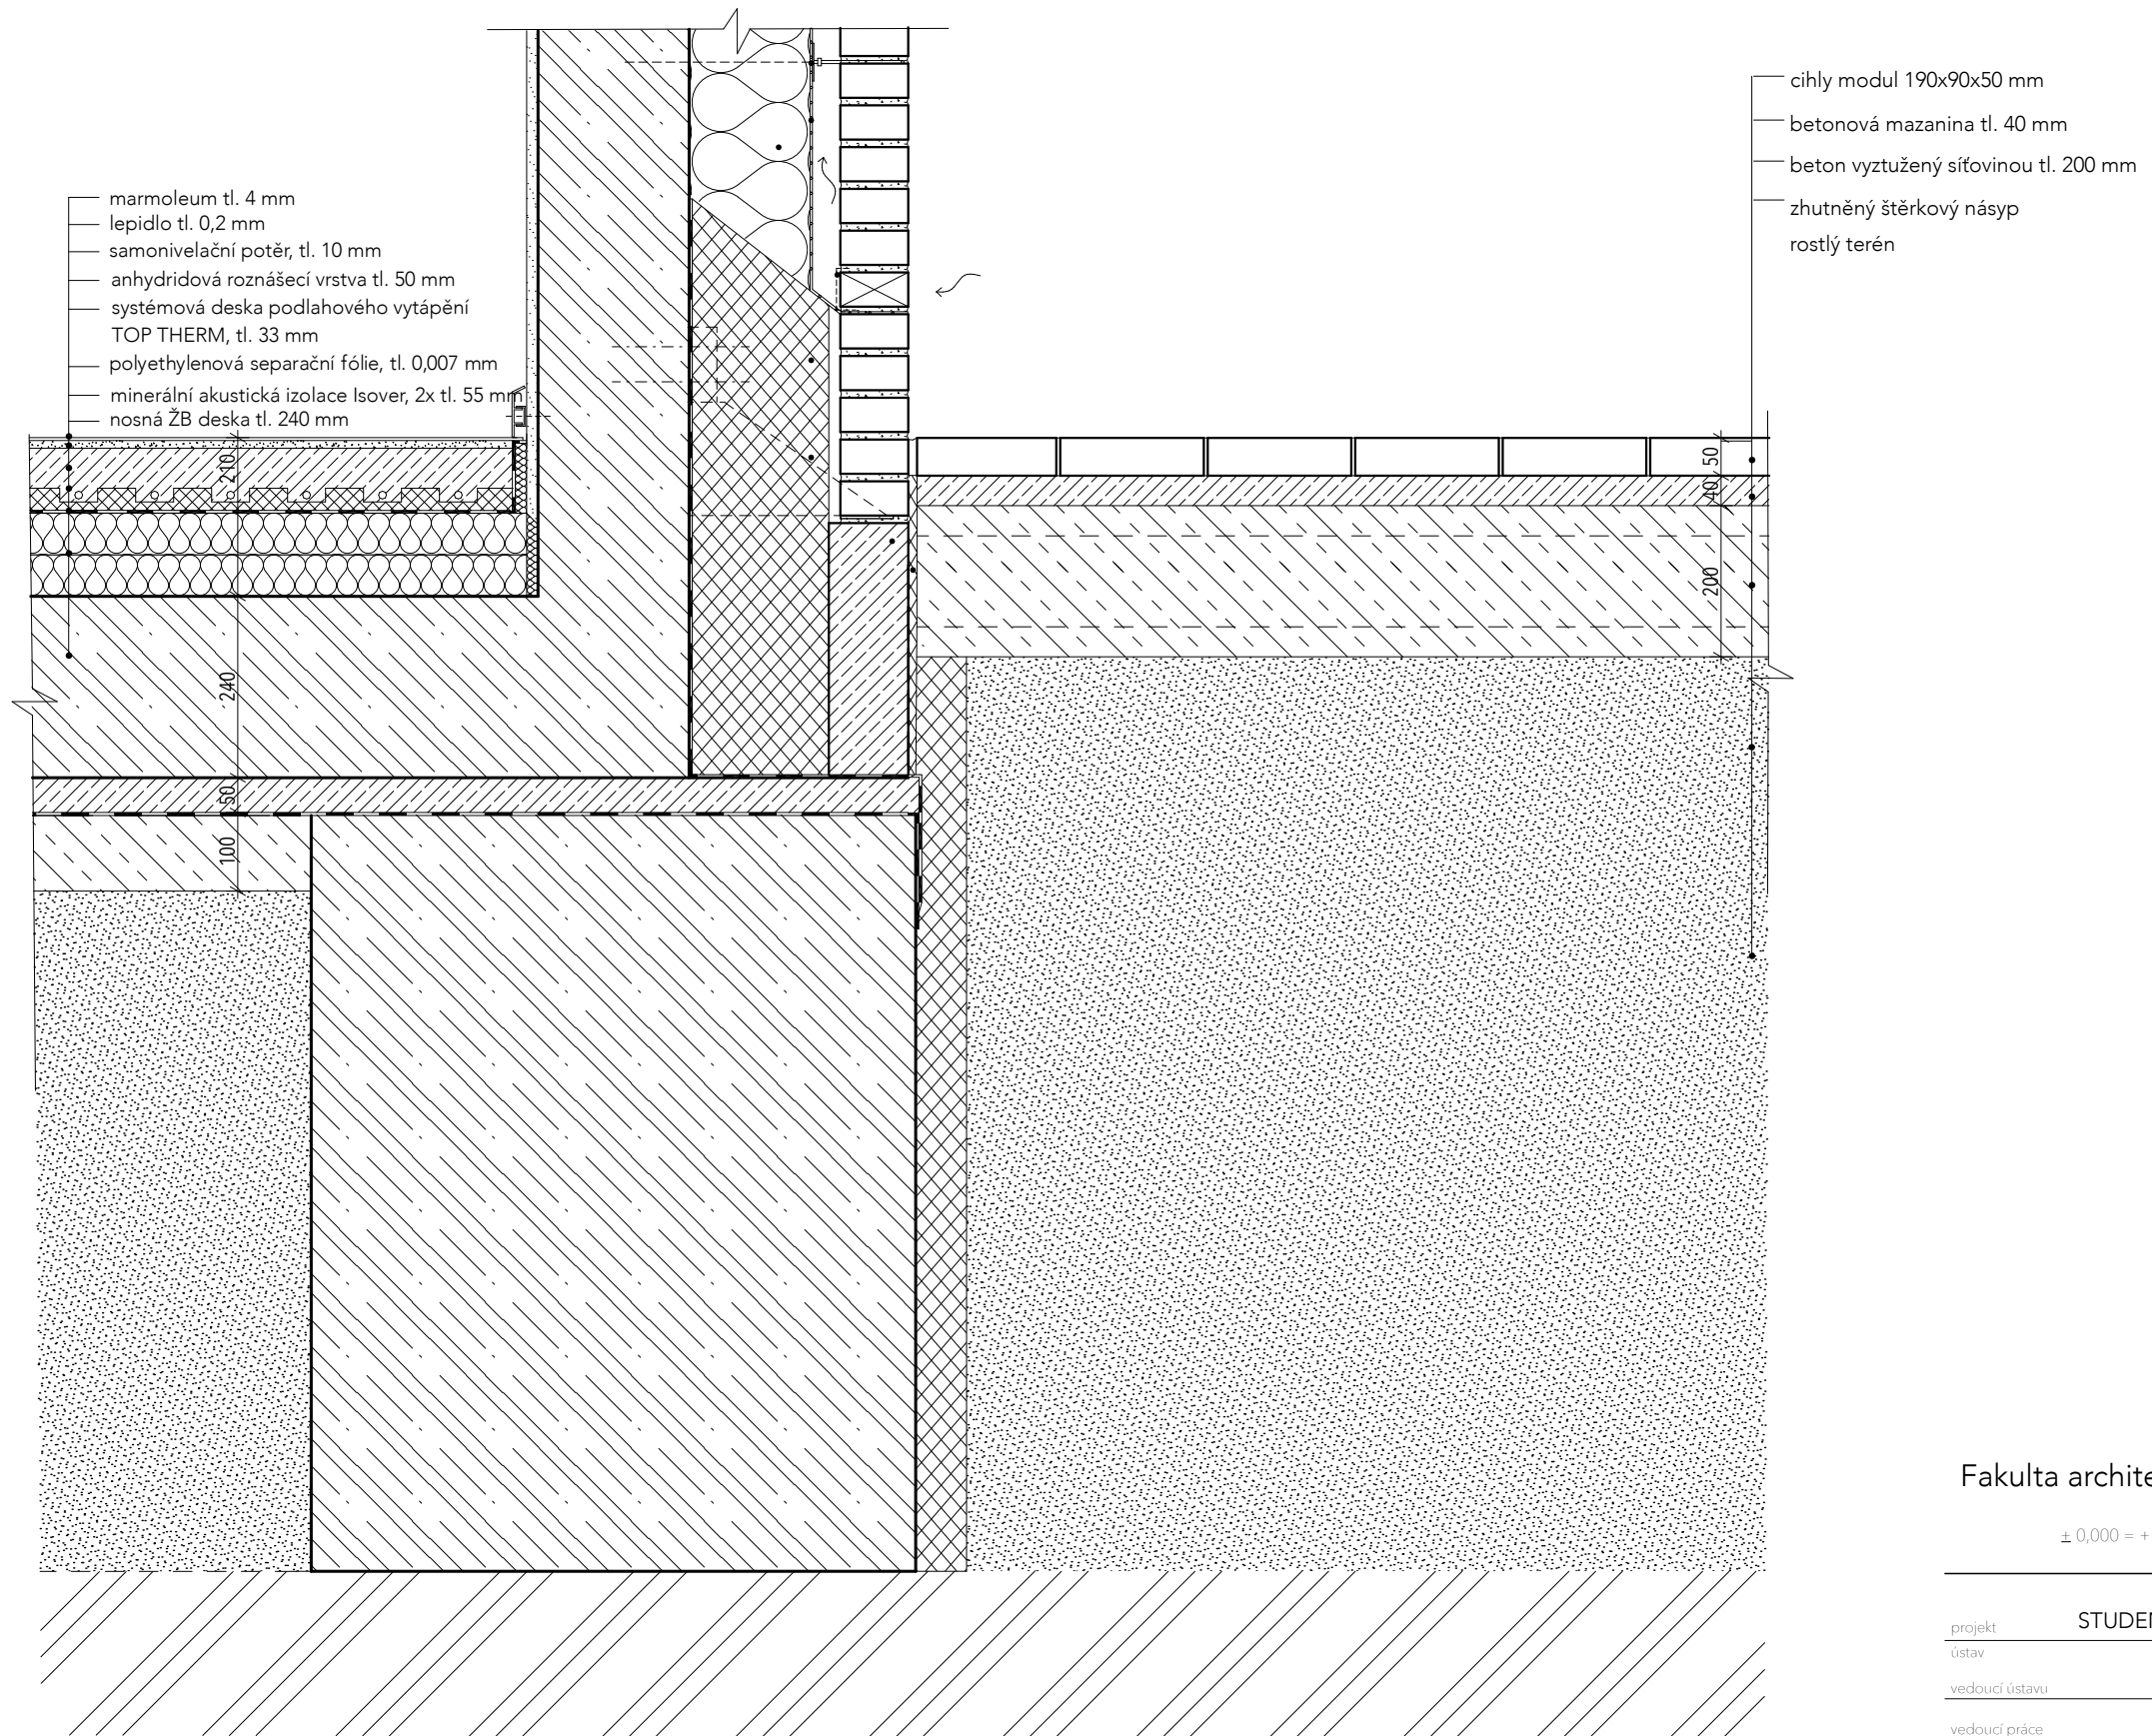 marmoleum tl. 4 mm
lepidlo tl. 0,2 mm
samonivelační potěr, tl. 10 mm
anhydridová roznášecí vrstva tl. 50 mm
systémová deska podlahového vytápění
TOP THERM, tl. 33 mm
polyethylenová separační fólie, tl. 0,007 mm
minerální akustická izolace Isover, 2x tl. 55 mm
nosná ŽB deska tl. 240 mm
210
240
50
100
cihly modul 190x90x50 mm
betonová mazanina tl. 40 mm
beton vyztužený síťovinou tl. 200 mm
zhutněný štěrkový násyp
rostlý terén
50
40
200
Fakulta archite
± 0,000 = +
projekt STUDE
ústav
vedoucí ústavu
vedoucí práce